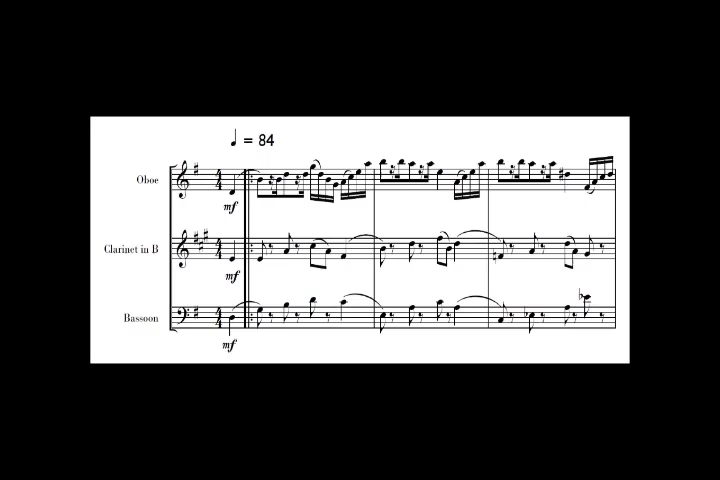 ♩ = 84
Oboe
mf
Clarinet in B
mf
Bassoon
mf